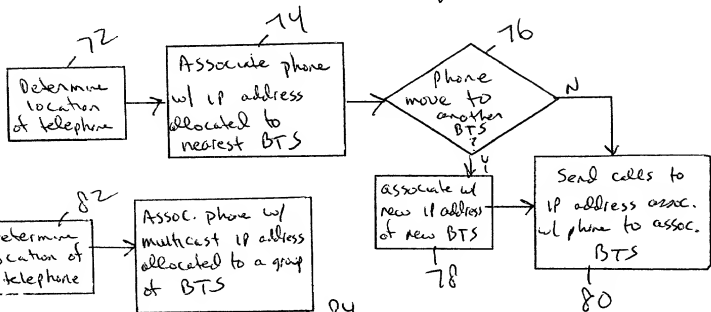 72
Determine
location
of telephone
74
Associate phone
w/ IP address
allocated to
nearest BTS
76
Phone
move to
another
BTS
?
N
Y
associate w/
new IP address
of new BTS
78
Send calls to
IP address assoc.
w/ phone to assoc.
BTS
80
82
etermine
ocation of
telephone
Assoc. phone w/
multicast IP address
allocated to a group
of BTS
84